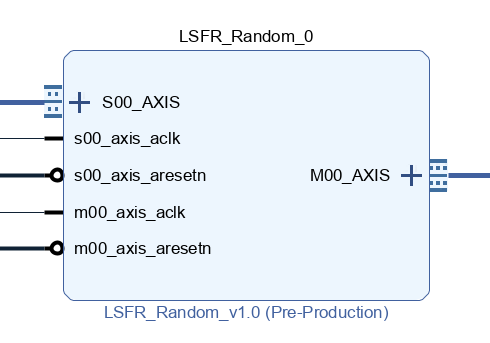 LSFR_Random_0
S00_AXIS
s00_axis_aclk
s00_axis_aresetn
m00_axis_aclk
m00_axis_aresetn
M00_AXIS
LSFR_Random_v1.0 (Pre-Production)